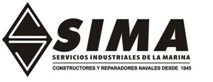 SIMA
SERVICIOS INDUSTRIALES DE LA MARINA
CONSTRUCTORES Y REPARADORES NAVALES DESDE 1845